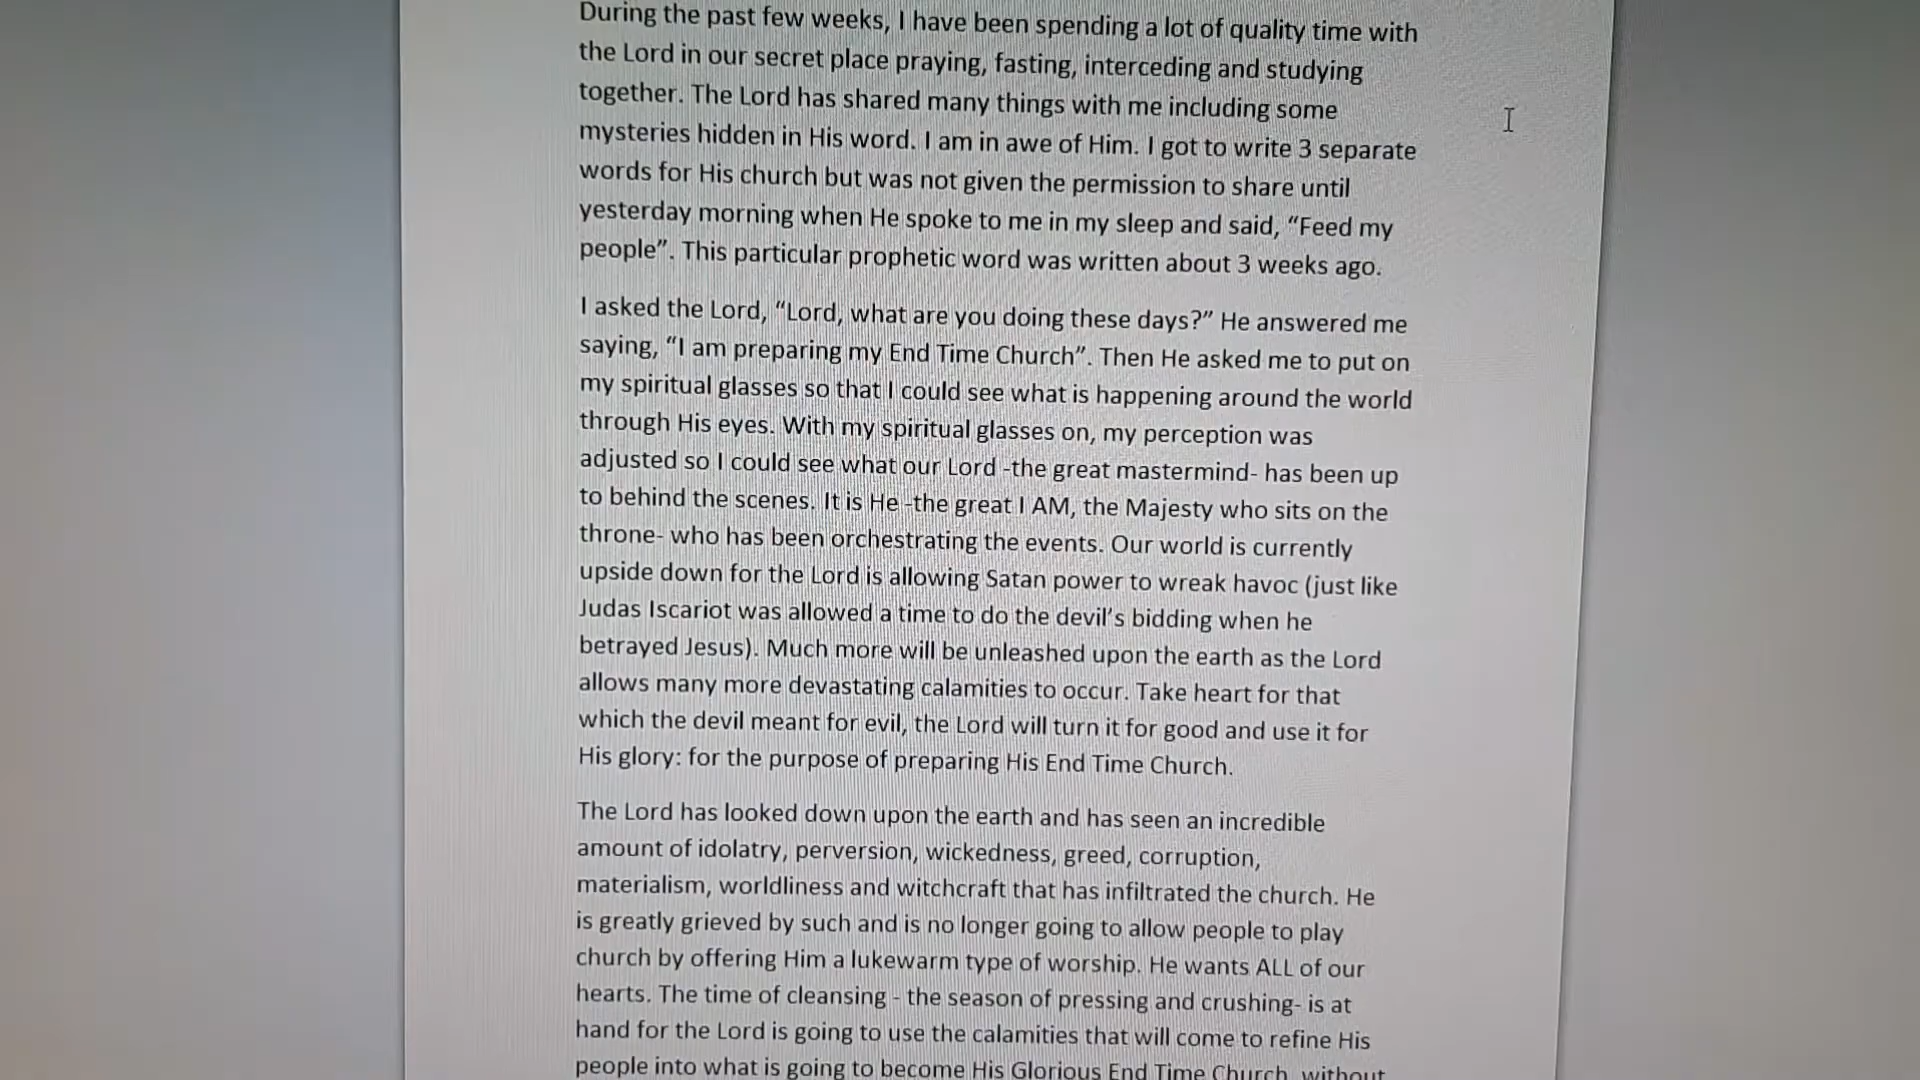 During the past few weeks, I have been spending a lot of quality time with
the Lord in our secret place praying, fasting, interceding and studying
together. The Lord has shared many things with me including some
mysteries hidden in His word. I am in awe of Him. I got to write 3 separate
words for His church but was not given the permission to share until
yesterday morning when He spoke to me in my sleep and said, “Feed my
people”. This particular prophetic word was written about 3 weeks ago.
I asked the Lord, “Lord, what are you doing these days?” He answered me
saying, “I am preparing my End Time Church”. Then He asked me to put on
my spiritual glasses so that I could see what is happening around the world
through His eyes. With my spiritual glasses on, my perception was
adjusted so I could see what our Lord -the great mastermind- has been up
to behind the scenes. It is He -the great I AM, the Majesty who sits on the
throne- who has been orchestrating the events. Our world is currently
upside down for the Lord is allowing Satan power to wreak havoc (just like
Judas Iscariot was allowed a time to do the devil’s bidding when he
betrayed Jesus). Much more will be unleashed upon the earth as the Lord
allows many more devastating calamities to occur. Take heart for that
which the devil meant for evil, the Lord will turn it for good and use it for
His glory: for the purpose of preparing His End Time Church.
The Lord has looked down upon the earth and has seen an incredible
amount of idolatry, perversion, wickedness, greed, corruption,
materialism, worldliness and witchcraft that has infiltrated the church. He
is greatly grieved by such and is no longer going to allow people to play
church by offering Him a lukewarm type of worship. He wants ALL of our
hearts. The time of cleansing - the season of pressing and crushing- is at
hand for the Lord is going to use the calamities that will come to refine His
people into what is going to become His Glorious End Time Church, without